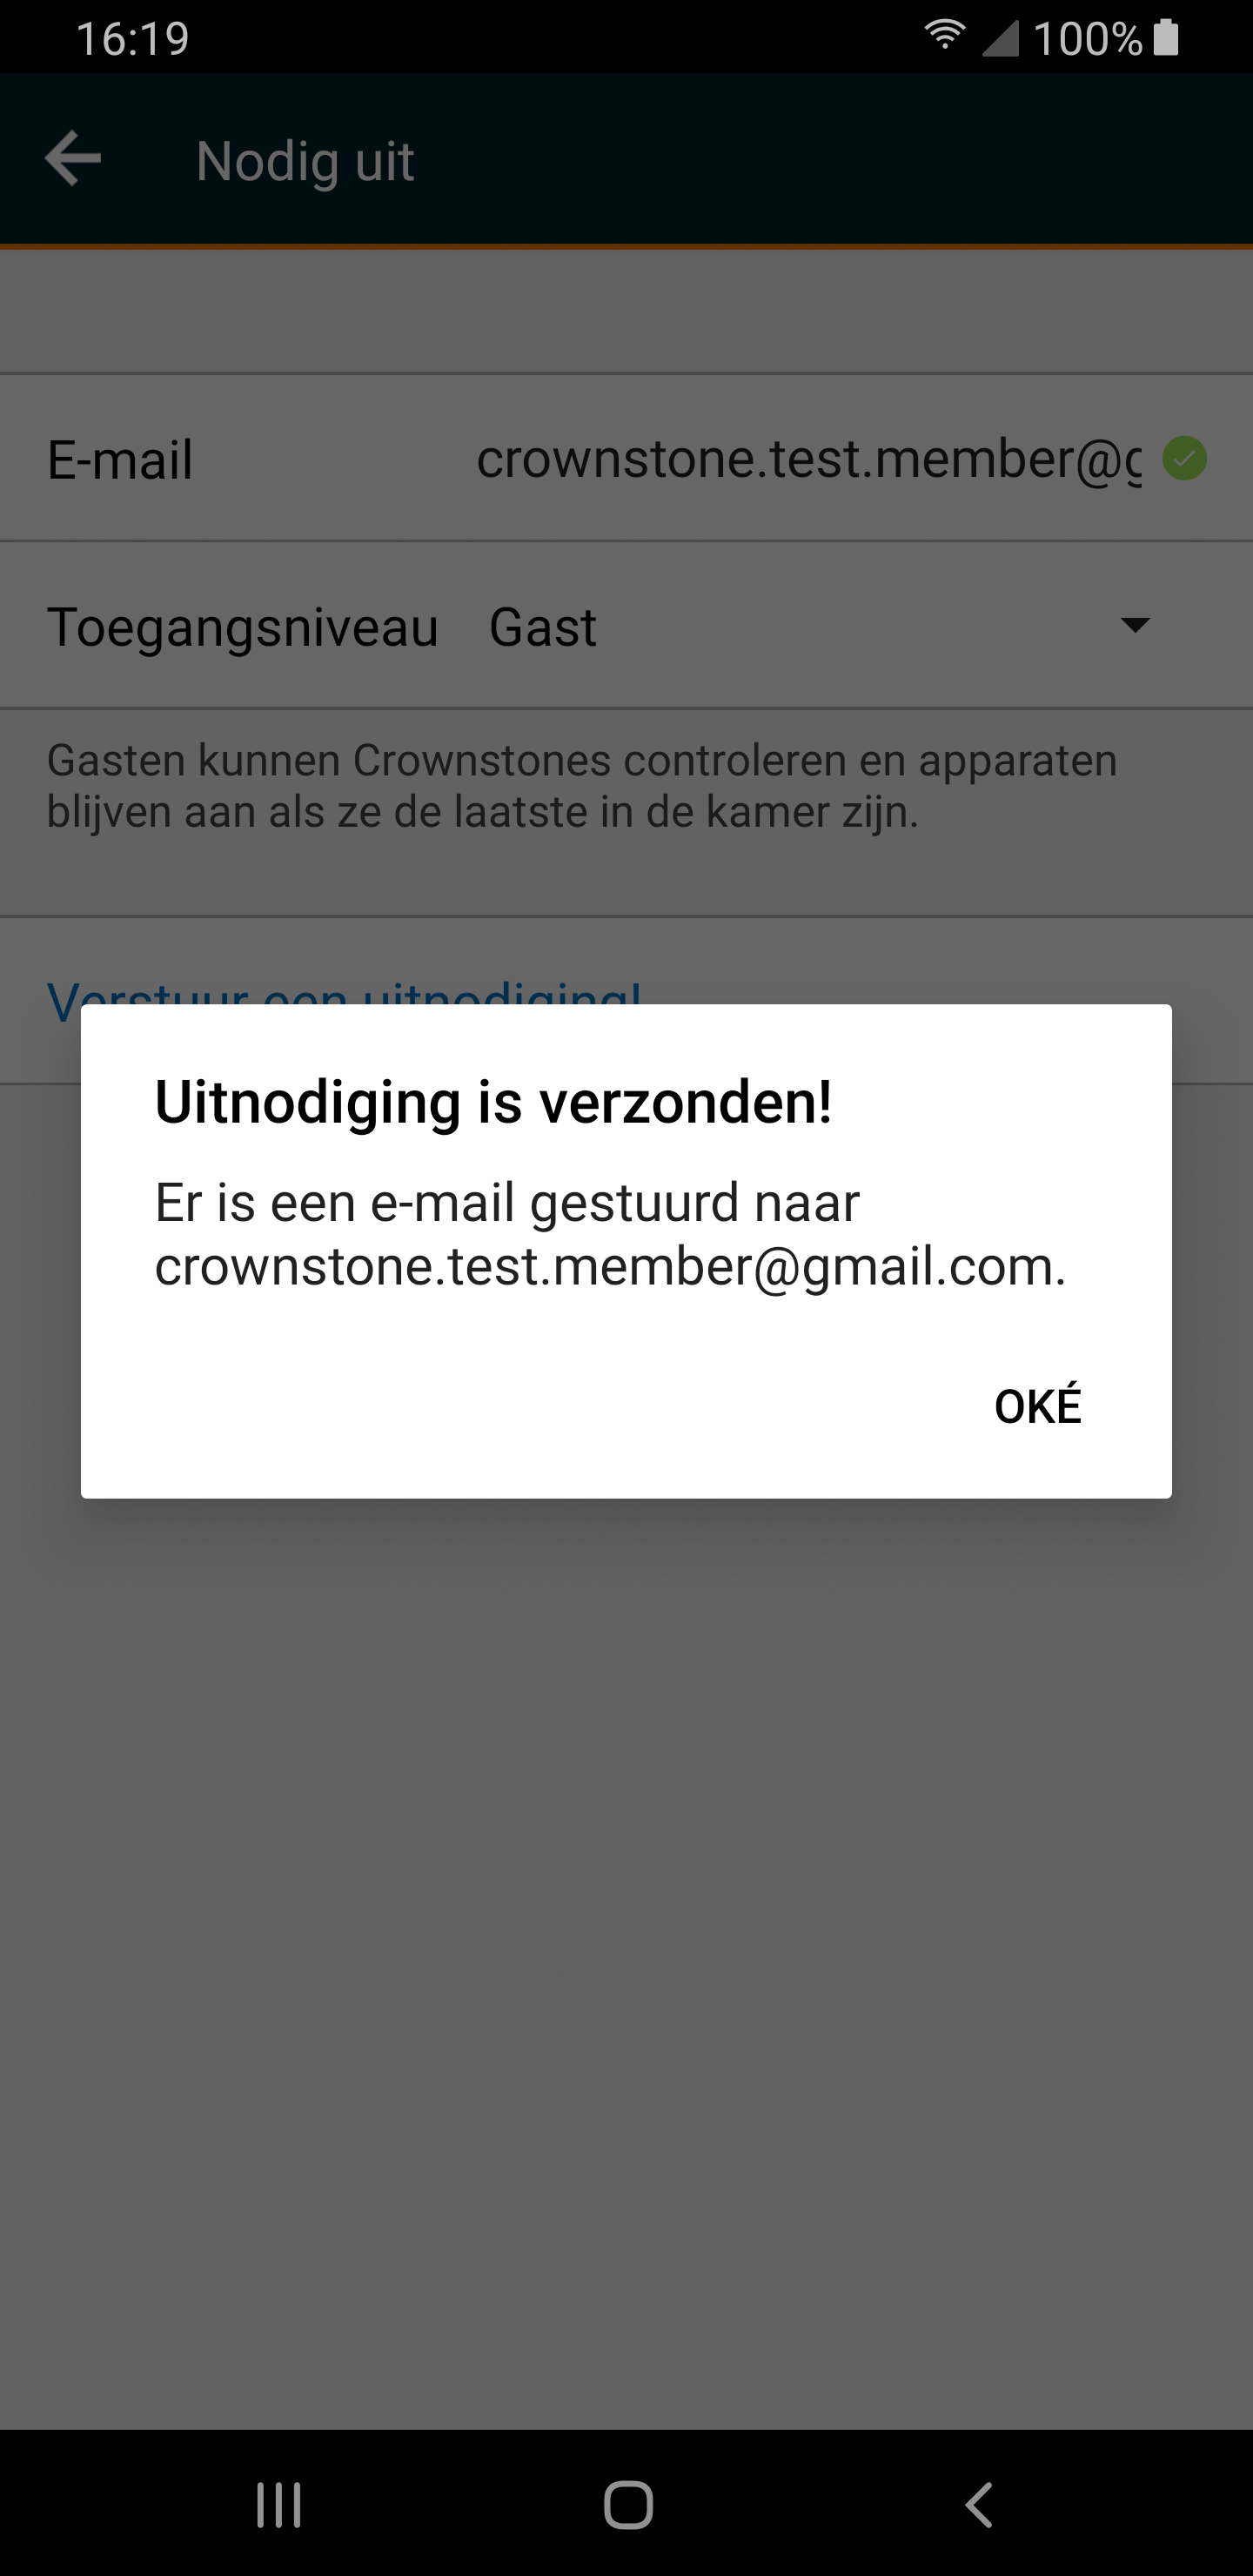 16:19 100%
Nodig uit
E-mail crownstone.test.member@g
Toegangsniveau Gast
Gasten kunnen Crownstones controleren en apparaten
blijven aan als ze de laatste in de kamer zijn.
Verstuur een uitnodiging!
Uitnodiging is verzonden!
Er is een e-mail gestuurd naar
crownstone.test.member@gmail.com.
OKÉ